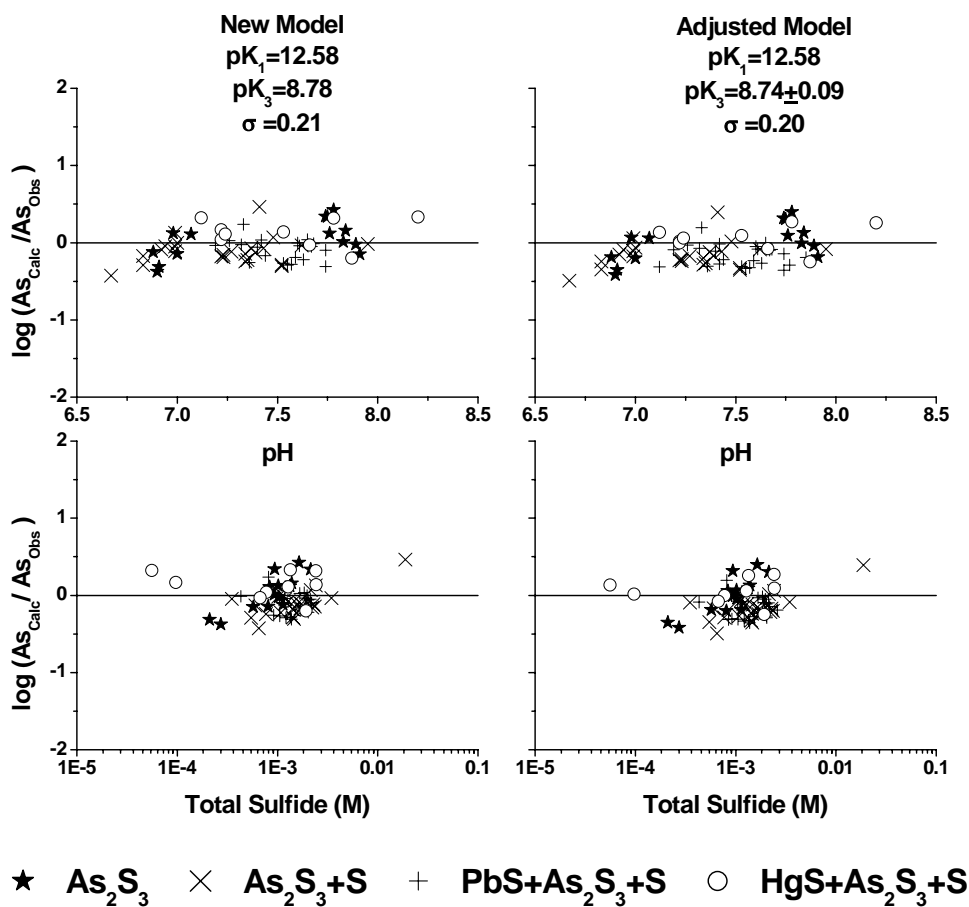 New Model
pK₁=12.58
pK₃=8.78
σ =0.21
Adjusted Model
pK₁=12.58
pK₃=8.74±0.09
σ =0.20
log (As_Calc /As_Obs)
2
1
0
-1
-2
6.5 7.0 7.5 8.0 8.5
6.5 7.0 7.5 8.0 8.5
pH
pH
log (As_Calc/ As_Obs)
2
1
0
-1
-2
1E-5 1E-4 1E-3 0.01 0.1
1E-5 1E-4 1E-3 0.01 0.1
Total Sulfide (M)
Total Sulfide (M)
As₂S₃ As₂S₃+S PbS+As₂S₃+S HgS+As₂S₃+S